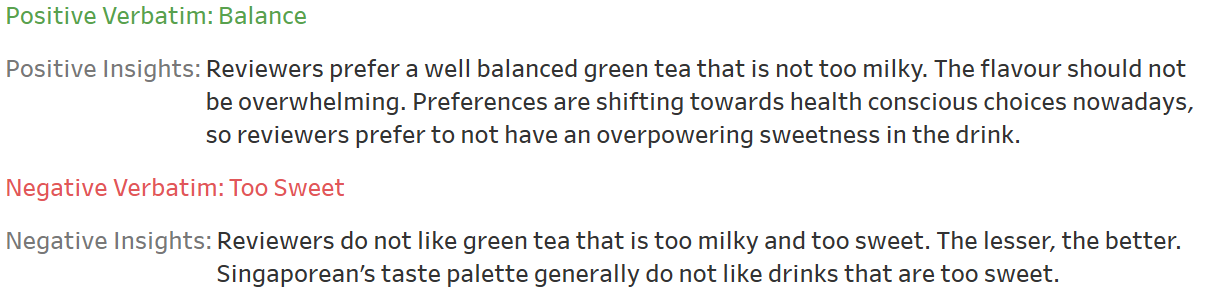 Positive Verbatim: Balance
Positive Insights: Reviewers prefer a well balanced green tea that is not too milky. The flavour should not
be overwhelming. Preferences are shifting towards health conscious choices nowadays,
so reviewers prefer to not have an overpowering sweetness in the drink.
Negative Verbatim: Too Sweet
Negative Insights: Reviewers do not like green tea that is too milky and too sweet. The lesser, the better.
Singaporean’s taste palette generally do not like drinks that are too sweet.